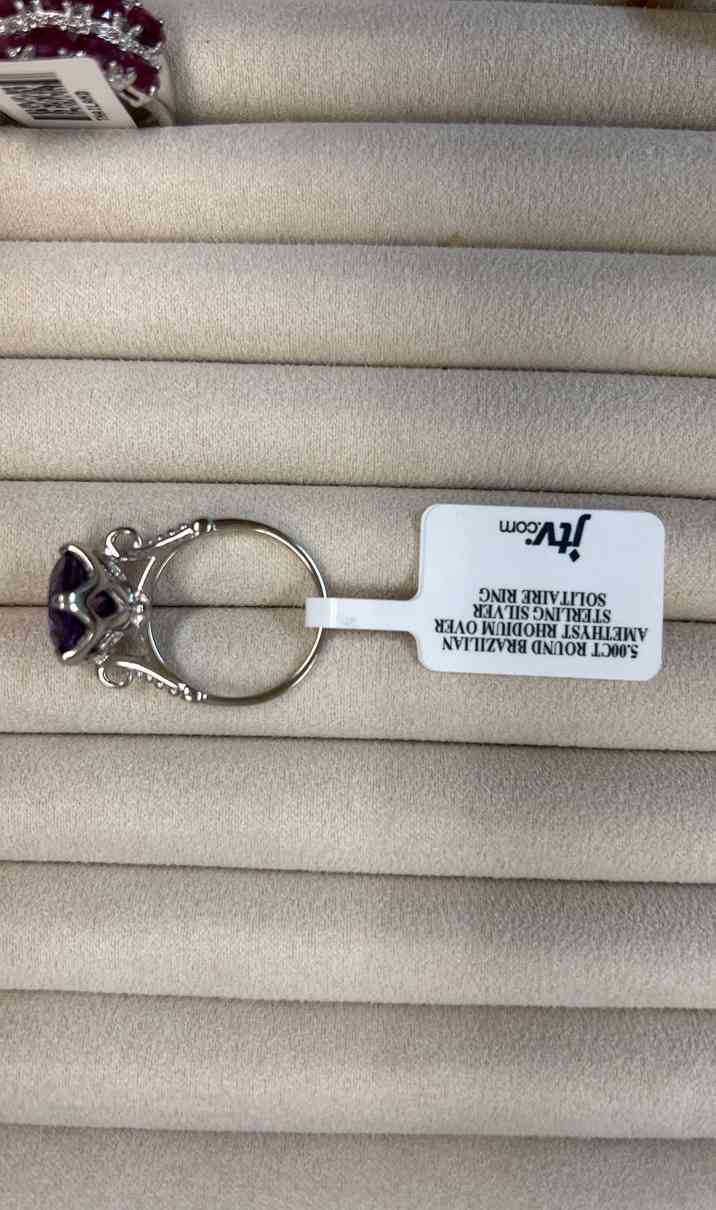 jtv.com
5.00CT ROUND BRAZILIAN
AMETHYST RHODIUM OVER
STERLING SILVER
SOLITAIRE RING